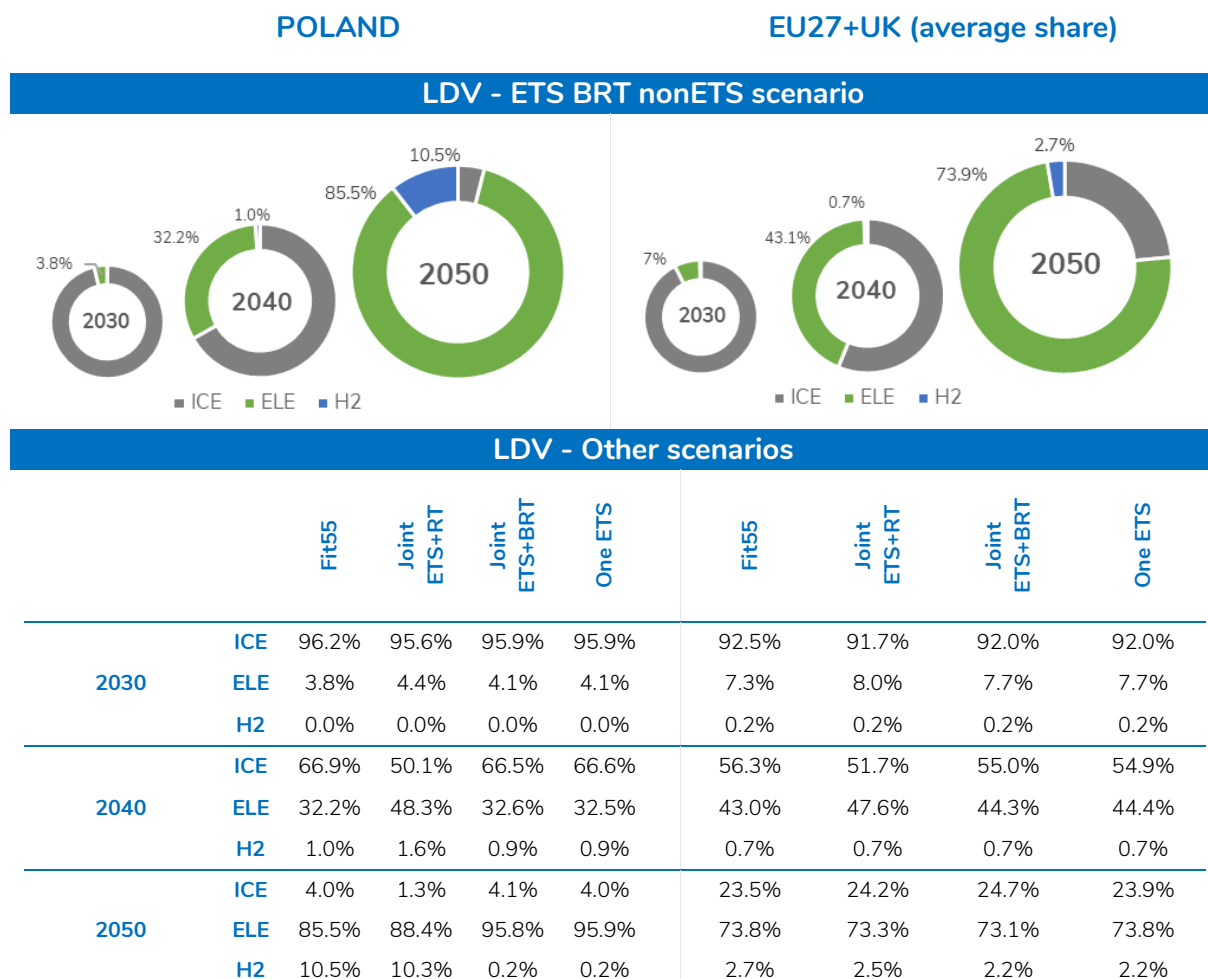 POLAND EU27+UK (average share)
LDV - ETS BRT nonETS scenario
10.5%
85.5%
1.0%
32.2%
3.8%
2030
2040
2050
ICE ELE H2
2.7%
73.9%
0.7%
43.1%
7%
2030
2040
2050
ICE ELE H2
LDV - Other scenarios
Fit55
Joint
ETS+RT
Joint
ETS+BRT
One ETS
Fit55
Joint
ETS+RT
Joint
ETS+BRT
One ETS
ICE 96.2% 95.6% 95.9% 95.9% 92.5% 91.7% 92.0% 92.0%
2030 ELE 3.8% 4.4% 4.1% 4.1% 7.3% 8.0% 7.7% 7.7%
H2 0.0% 0.0% 0.0% 0.0% 0.2% 0.2% 0.2% 0.2%
ICE 66.9% 50.1% 66.5% 66.6% 56.3% 51.7% 55.0% 54.9%
2040 ELE 32.2% 48.3% 32.6% 32.5% 43.0% 47.6% 44.3% 44.4%
H2 1.0% 1.6% 0.9% 0.9% 0.7% 0.7% 0.7% 0.7%
ICE 4.0% 1.3% 4.1% 4.0% 23.5% 24.2% 24.7% 23.9%
2050 ELE 85.5% 88.4% 95.8% 95.9% 73.8% 73.3% 73.1% 73.8%
H2 10.5% 10.3% 0.2% 0.2% 2.7% 2.5% 2.2% 2.2%